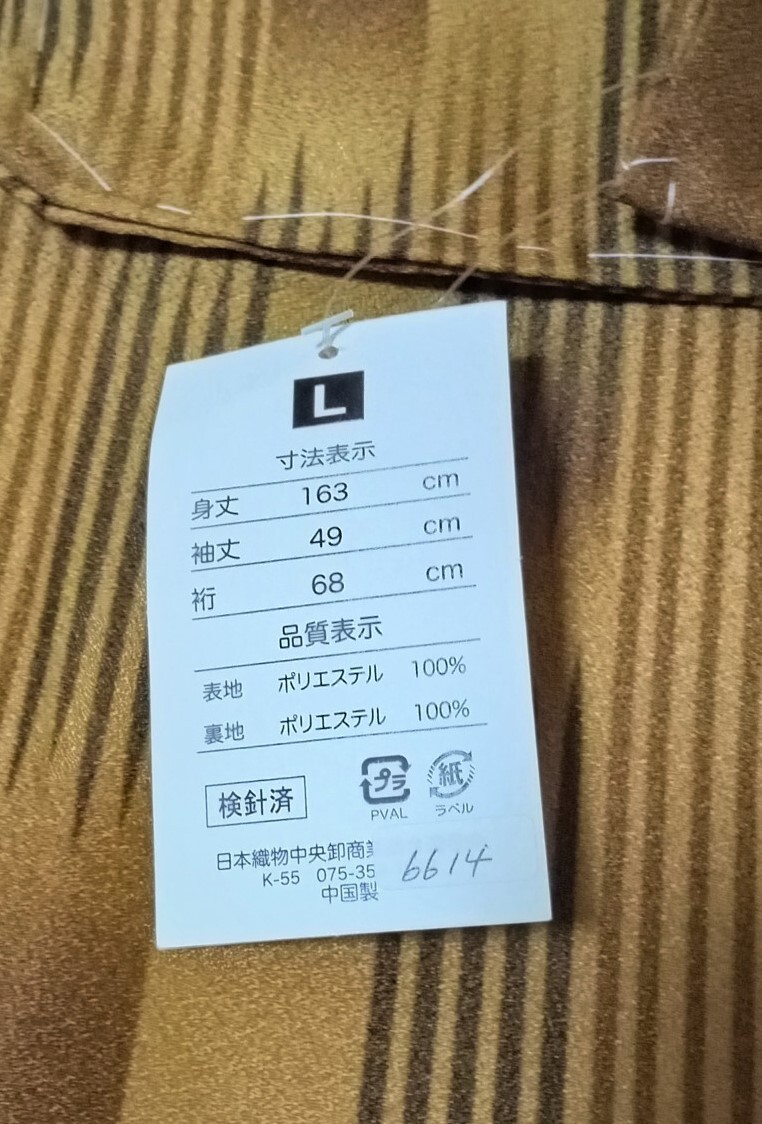 L
寸法表示
身丈 163 cm
袖丈 49 cm
裄 68 cm
品質表示
表地 ポリエステル 100%
裏地 ポリエステル 100%
検針済
プラ
PVAL
紙
ラベル
日本織物中央卸商
K-55 075-35
中国製
6614